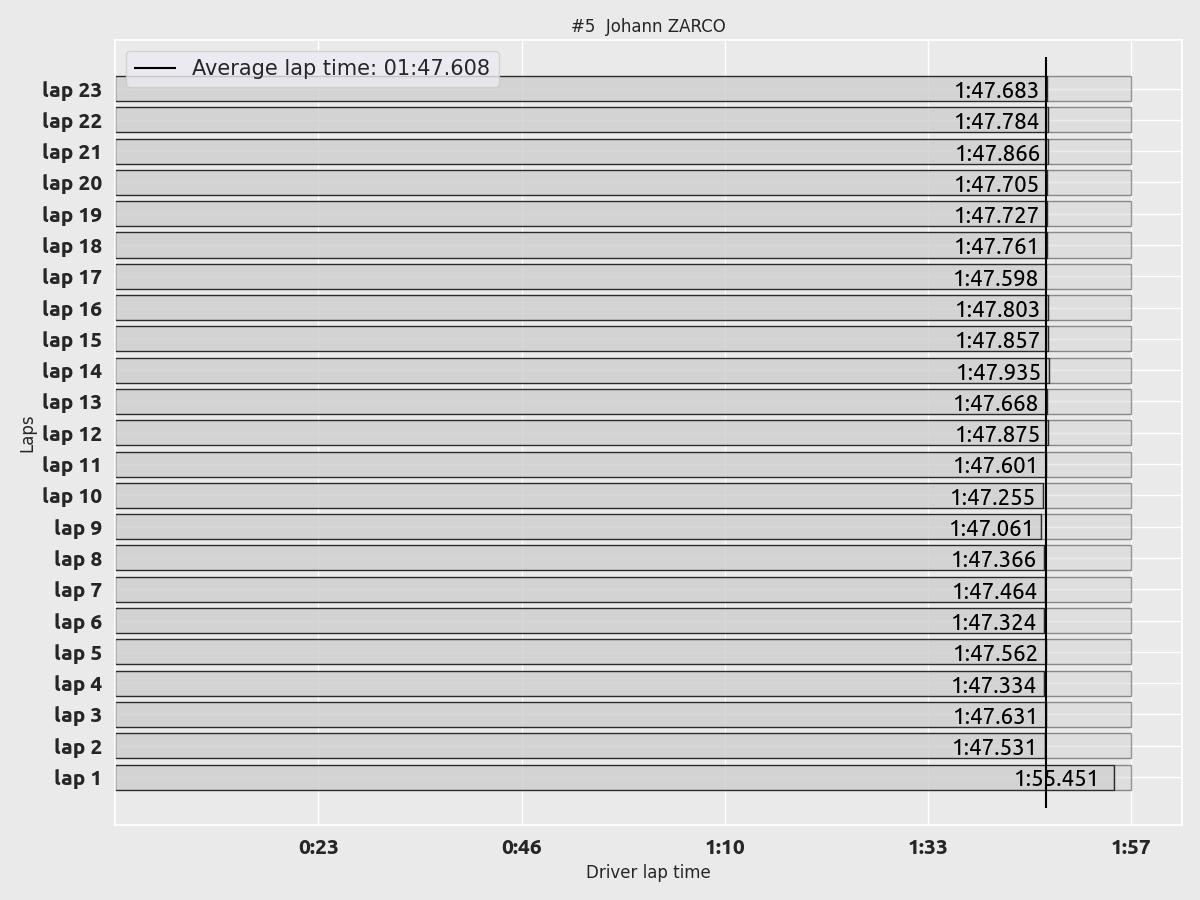 #5  Johann ZARCO
Average lap time: 01:47.608
lap 23 1:47.683
lap 22 1:47.784
lap 21 1:47.866
lap 20 1:47.705
lap 19 1:47.727
lap 18 1:47.761
lap 17 1:47.598
lap 16 1:47.803
lap 15 1:47.857
lap 14 1:47.935
lap 13 1:47.668
lap 12 1:47.875
lap 11 1:47.601
lap 10 1:47.255
lap 9 1:47.061
lap 8 1:47.366
lap 7 1:47.464
lap 6 1:47.324
lap 5 1:47.562
lap 4 1:47.334
lap 3 1:47.631
lap 2 1:47.531
lap 1 1:55.451
Laps
0:23 0:46 1:10 1:33 1:57
Driver lap time